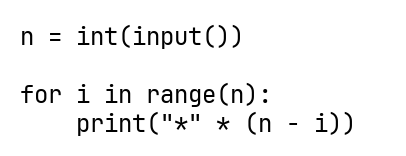 n = int(input())

for i in range(n):
    print("*" * (n - i))